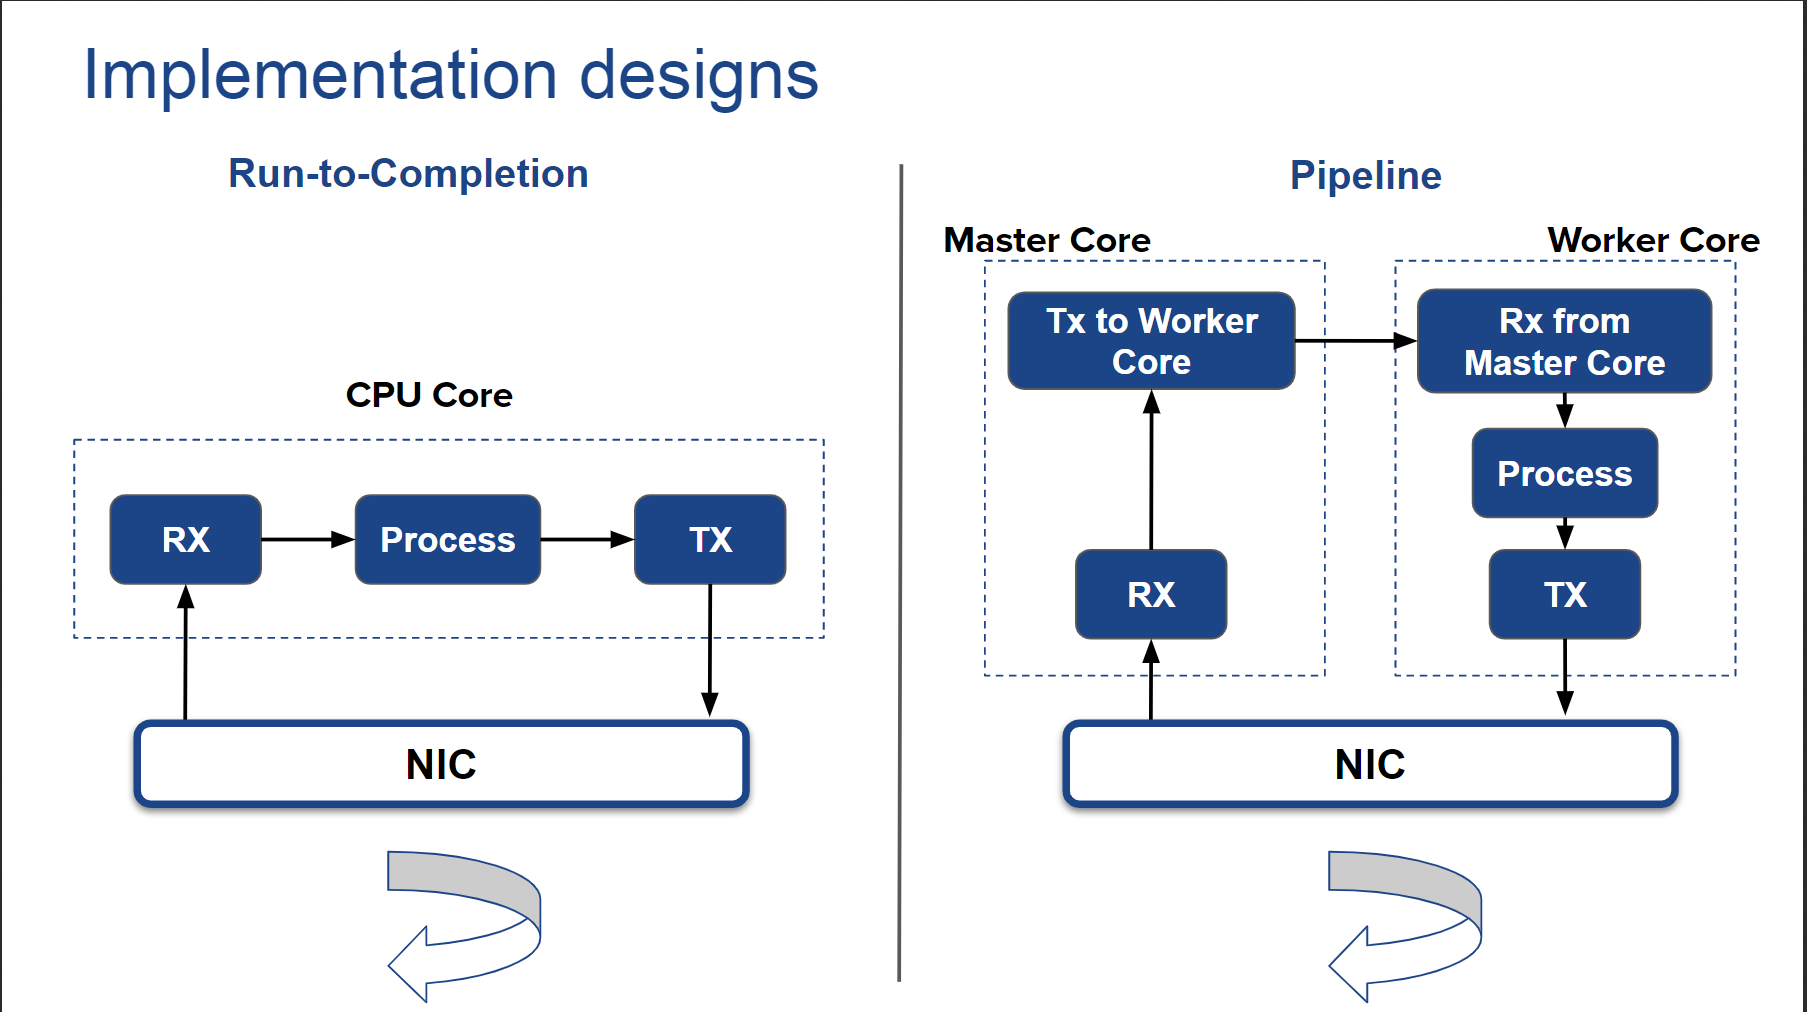 Implementation designs
Run-to-Completion
CPU Core
RX
Process
TX
NIC
Pipeline
Master Core
Worker Core
Tx to Worker
Core
Rx from
Master Core
Process
RX
TX
NIC